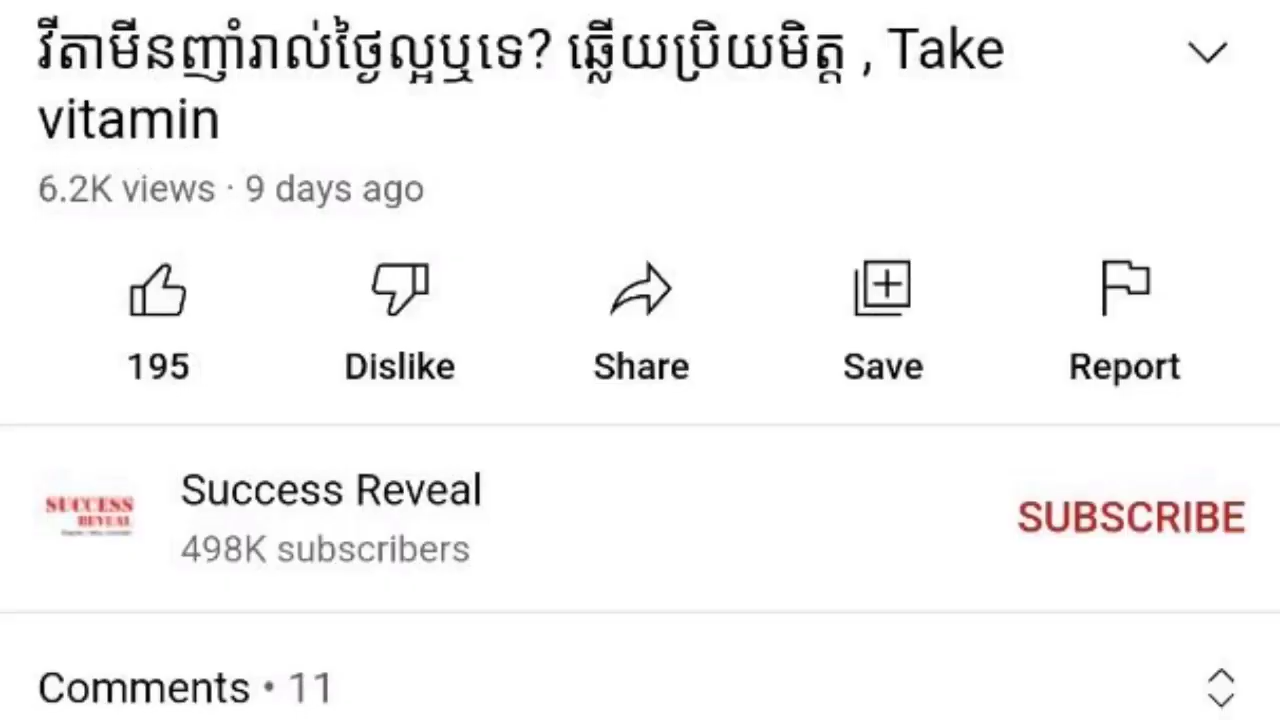 វីតាមីនញ៉ាំរាល់ថ្ងៃល្អឬទេ? ឆ្លើយប្រិយមិត្ត , Take
vitamin
6.2K views · 9 days ago
195
Dislike
Share
Save
Report
SUCCESS
REVEAL
Success Reveal
498K subscribers
SUBSCRIBE
Comments • 11